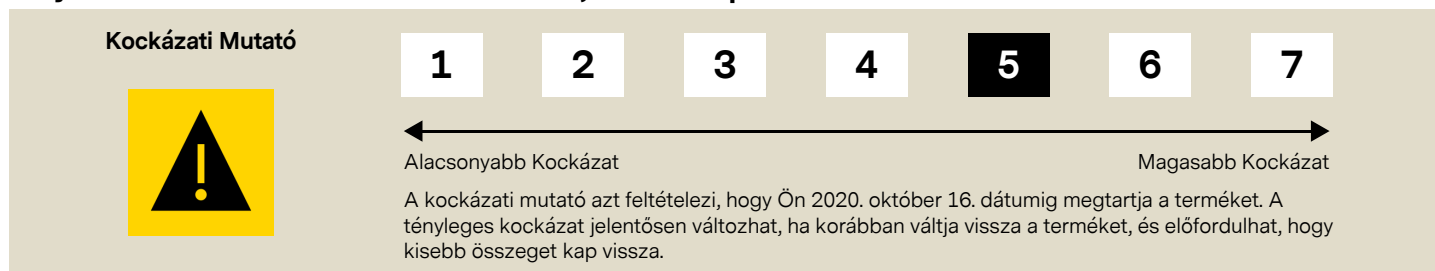 Kockázati Mutató
1 2 3 4 5 6 7
Alacsonyabb Kockázat Magasabb Kockázat
A kockázati mutató azt feltételezi, hogy Ön 2020. október 16. dátumig megtartja a terméket. A
tényleges kockázat jelentősen változhat, ha korábban váltja vissza a terméket, és előfordulhat, hogy
kisebb összeget kap vissza.